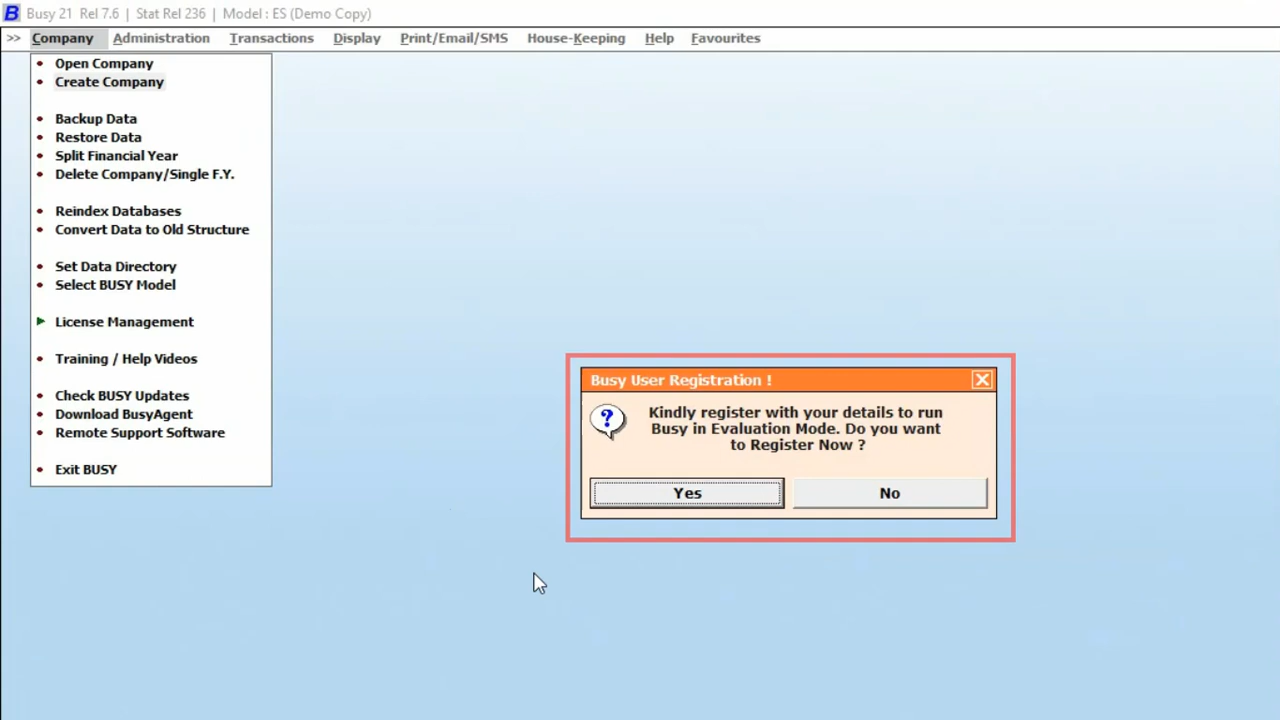 B Busy 21 Rel 7.6 | Stat Rel 236 | Model : ES (Demo Copy)
>> Company Administration Transactions Display Print/Email/SMS House-Keeping Help Favourites
Open Company
Create Company
Backup Data
Restore Data
Split Financial Year
Delete Company/Single F.Y.
Reindex Databases
Convert Data to Old Structure
Set Data Directory
Select BUSY Model
License Management
Training / Help Videos
Check BUSY Updates
Download BusyAgent
Remote Support Software
Exit BUSY
Busy User Registration !
Kindly register with your details to run
Busy in Evaluation Mode. Do you want
to Register Now ?
Yes No